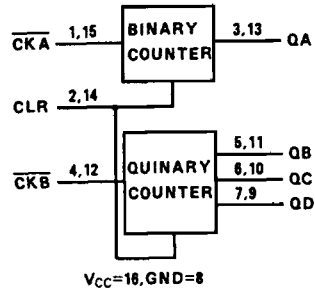 CKA 1,15 BINARY COUNTER 3,13 QA
CLR 2,14
CKB 4,12 QUINARY COUNTER 5,11 QB
6,10 QC
7,9 QD
VCC=16,GND=8